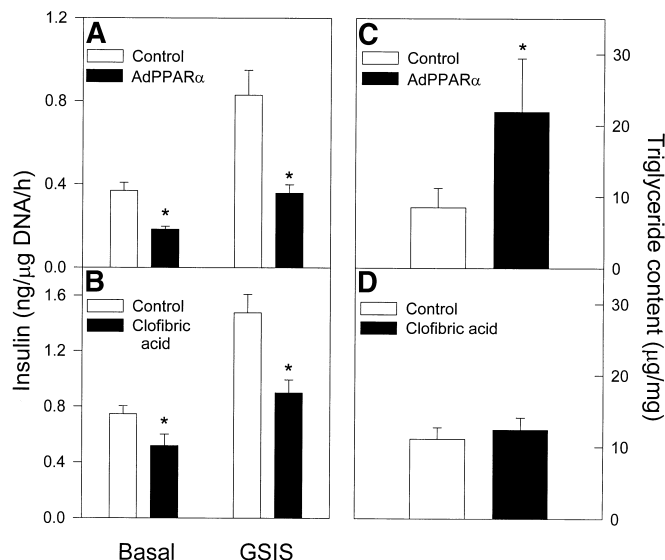 A
Control
AdPPARα
Insulin (ng/μg DNA/h)
1.2
0.8
0.4
0.0
*
*
B
Control
Clofibric
acid
1.6
1.2
0.8
0.4
0.0
*
*
Basal
GSIS
C
Control
AdPPARα
*
30
20
10
0
Triglyceride content (μg/mg)
D
Control
Clofibric acid
30
20
10
0